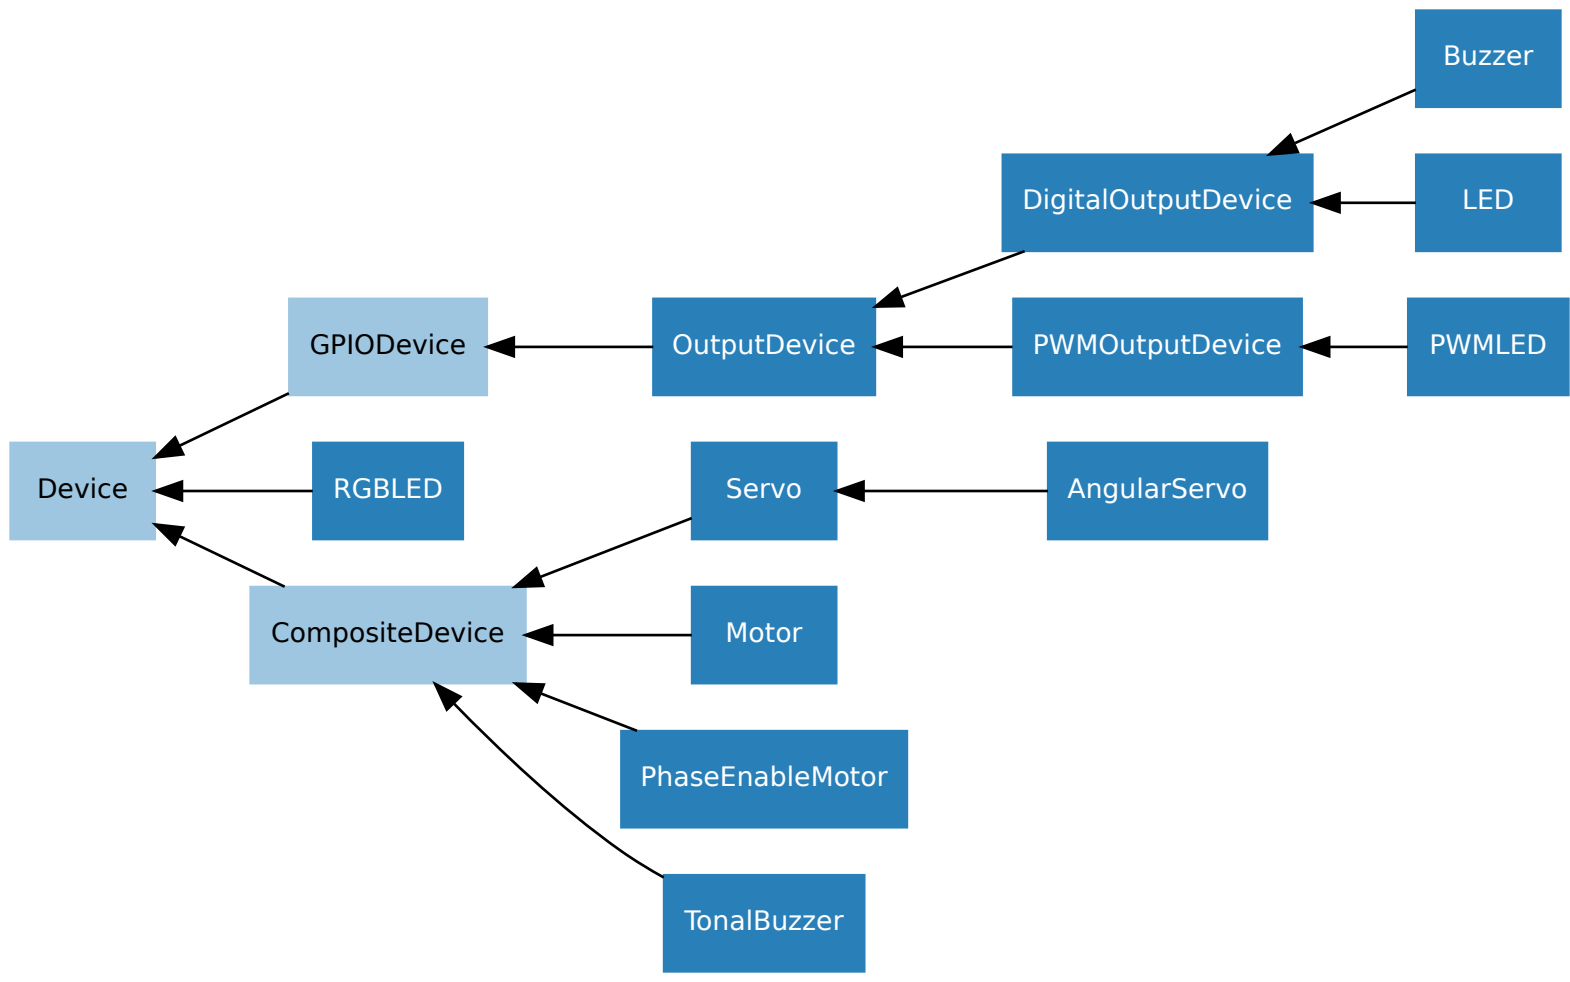 Buzzer
DigitalOutputDevice
LED
GPIODevice
OutputDevice
PWMOutputDevice
PWMLED
Device
RGBLED
Servo
AngularServo
CompositeDevice
Motor
PhaseEnableMotor
TonalBuzzer